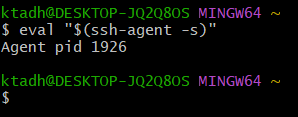 ktadh@DESKTOP-JQ2Q8OS MINGW64 ~
$ eval "$(ssh-agent -s)"
Agent pid 1926
ktadh@DESKTOP-JQ2Q8OS MINGW64 ~
$